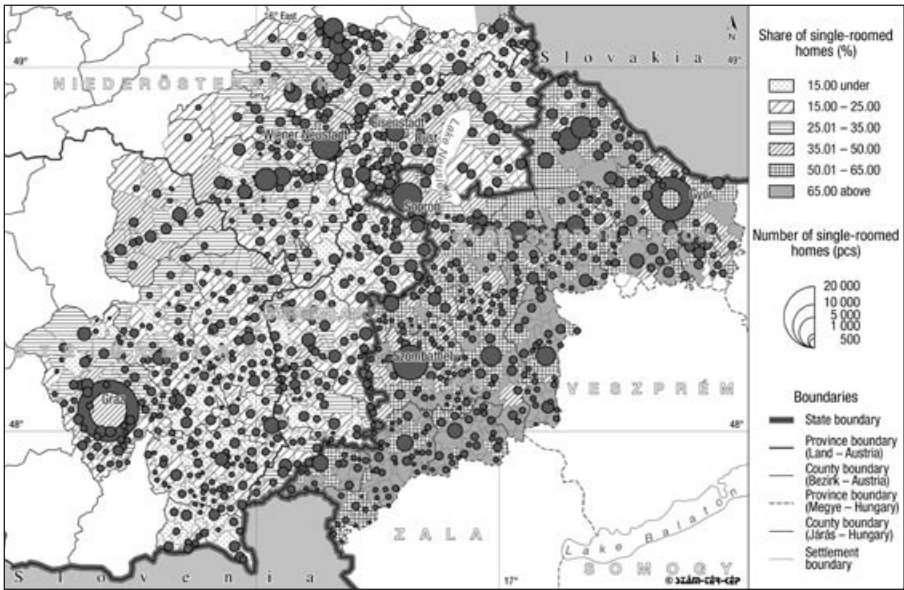 16° East
N
Slovakia
49°
49°
NIEDERÖSTER
Eisenstadt
Wiener Neustadt
Rust
Lake
Sopron
Győr
Szombathely
VESZPRÉM
Graz
48°
48°
ZALA
Lake Balaton
SOMOGY
Slovenia
17°
© SZÁM-GÉP-KÉP
Share of single-roomed
homes (%)
15.00 under
15.00 – 25.00
25.01 – 35.00
35.01 – 50.00
50.01 – 65.00
65.00 above
Number of single-roomed
homes (pcs)
20 000
10 000
5 000
1 000
500
Boundaries
State boundary
Province boundary
(Land – Austria)
County boundary
(Bezirk – Austria)
Province boundary
(Megye – Hungary)
County boundary
(Járás – Hungary)
Settlement
boundary